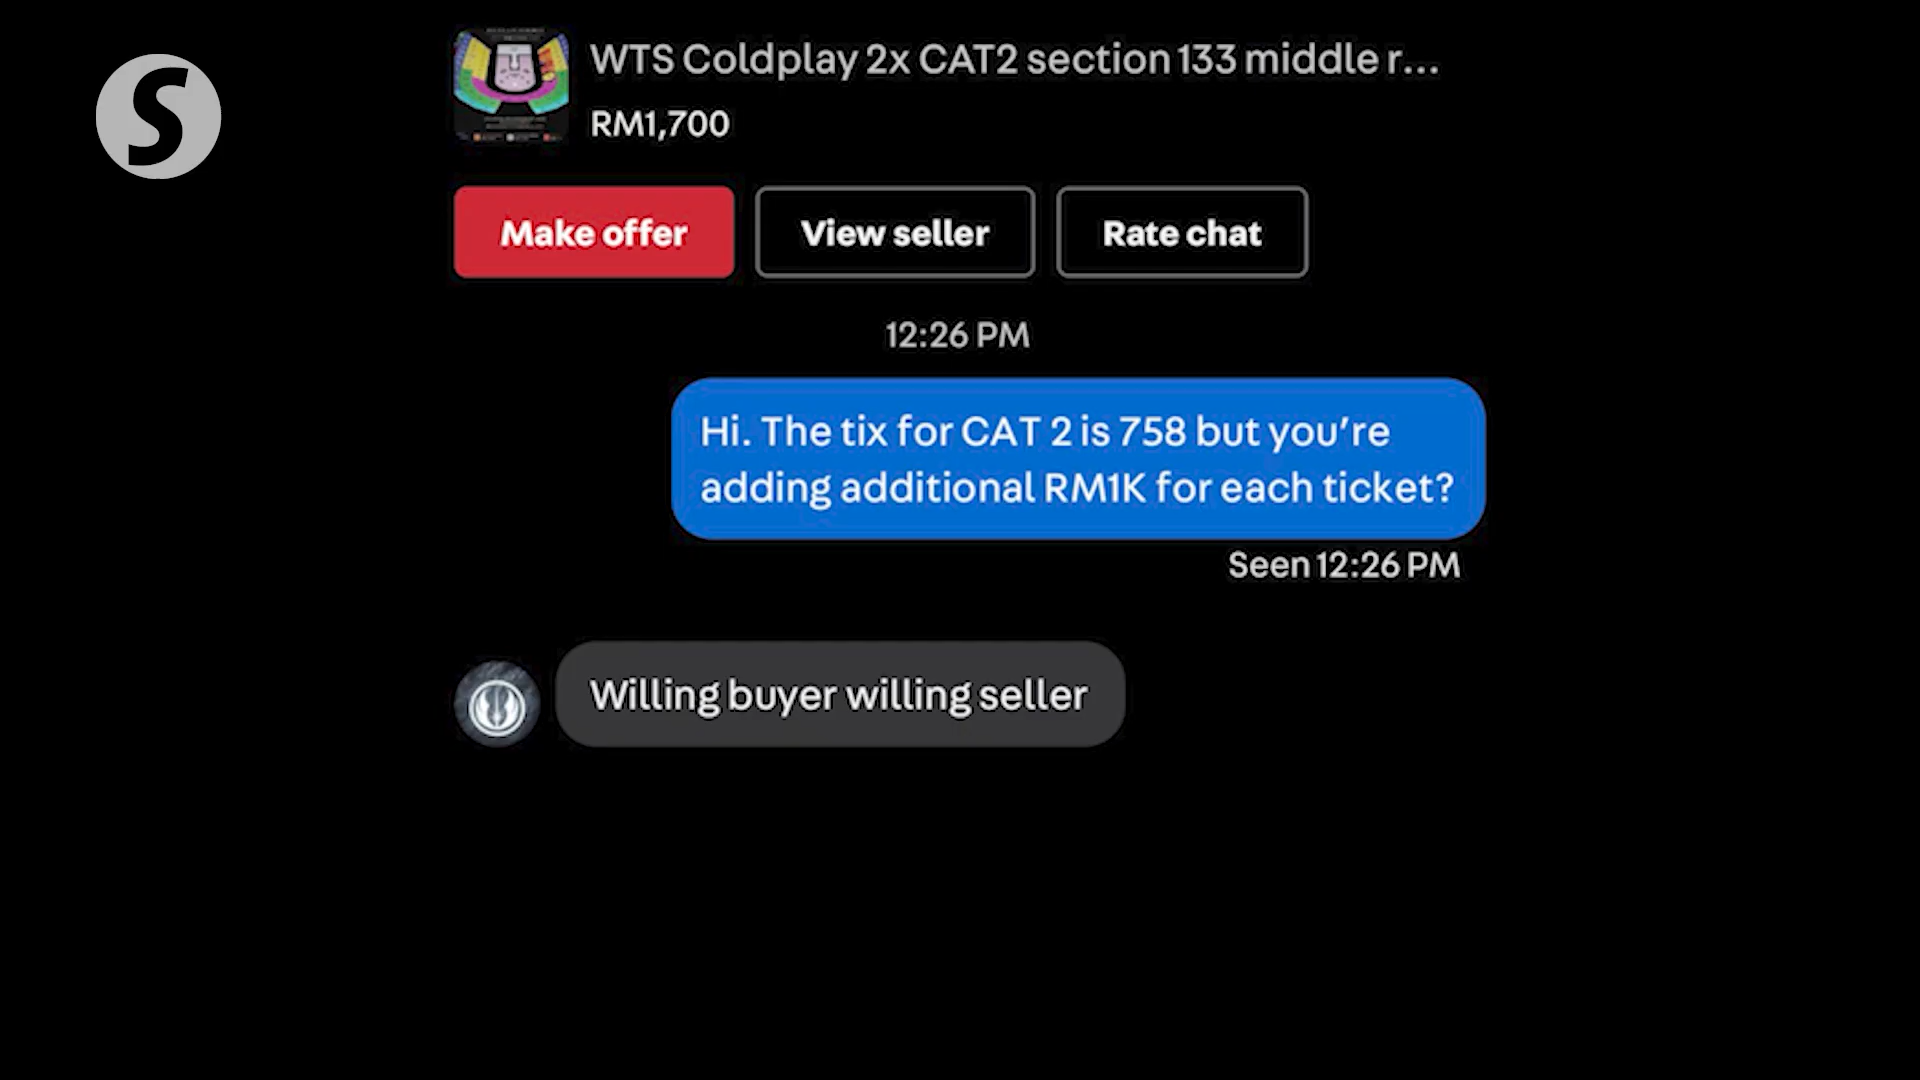 S
WTS Coldplay 2x CAT2 section 133 middle r...
RM1,700
Make offer
View seller
Rate chat
12:26 PM
Hi. The tix for CAT 2 is 758 but you're
adding additional RM1K for each ticket?
Seen 12:26 PM
Willing buyer willing seller